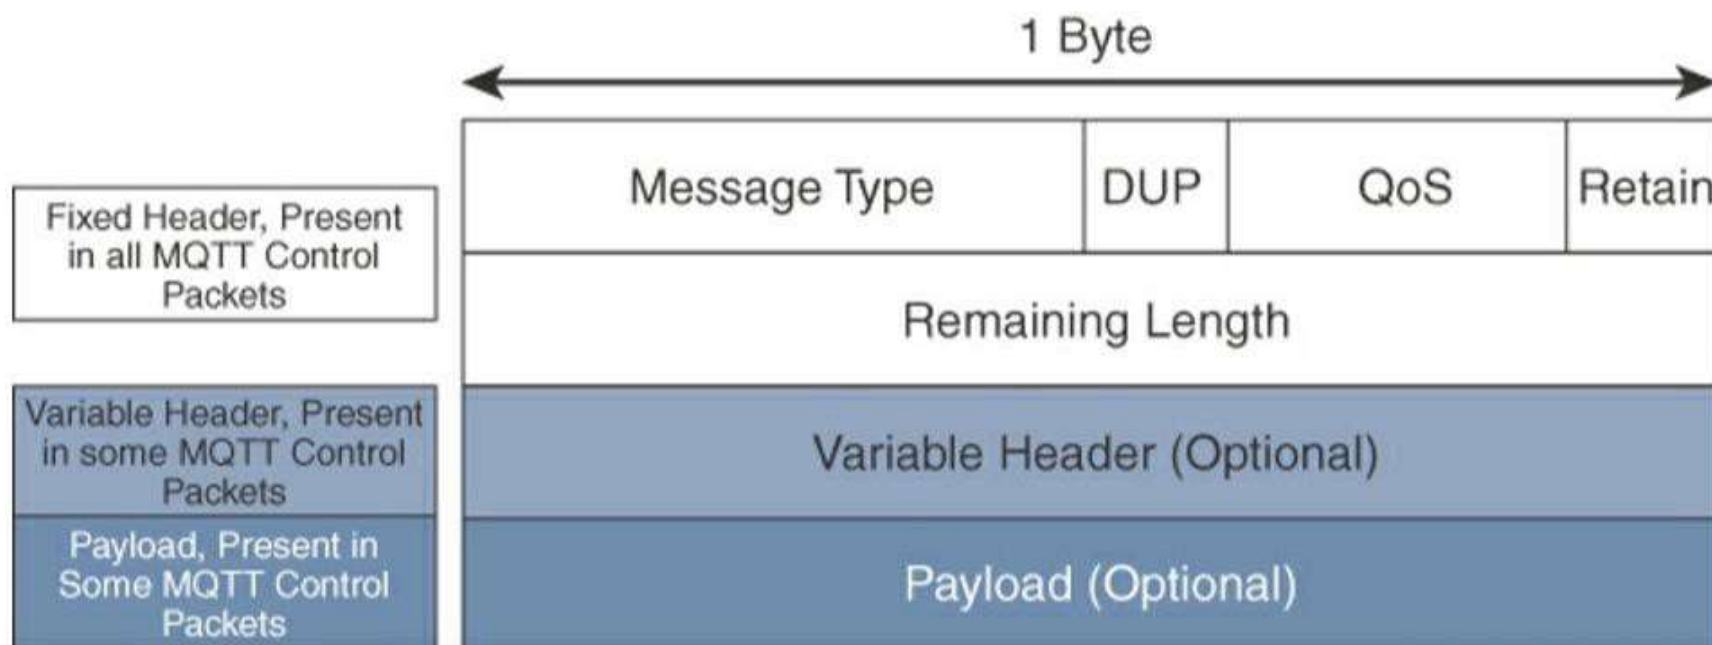 1 Byte
Message Type DUP QoS Retain
Fixed Header, Present
in all MQTT Control
Packets
Remaining Length
Variable Header, Present
in some MQTT Control
Packets
Variable Header (Optional)
Payload, Present in
Some MQTT Control
Packets
Payload (Optional)